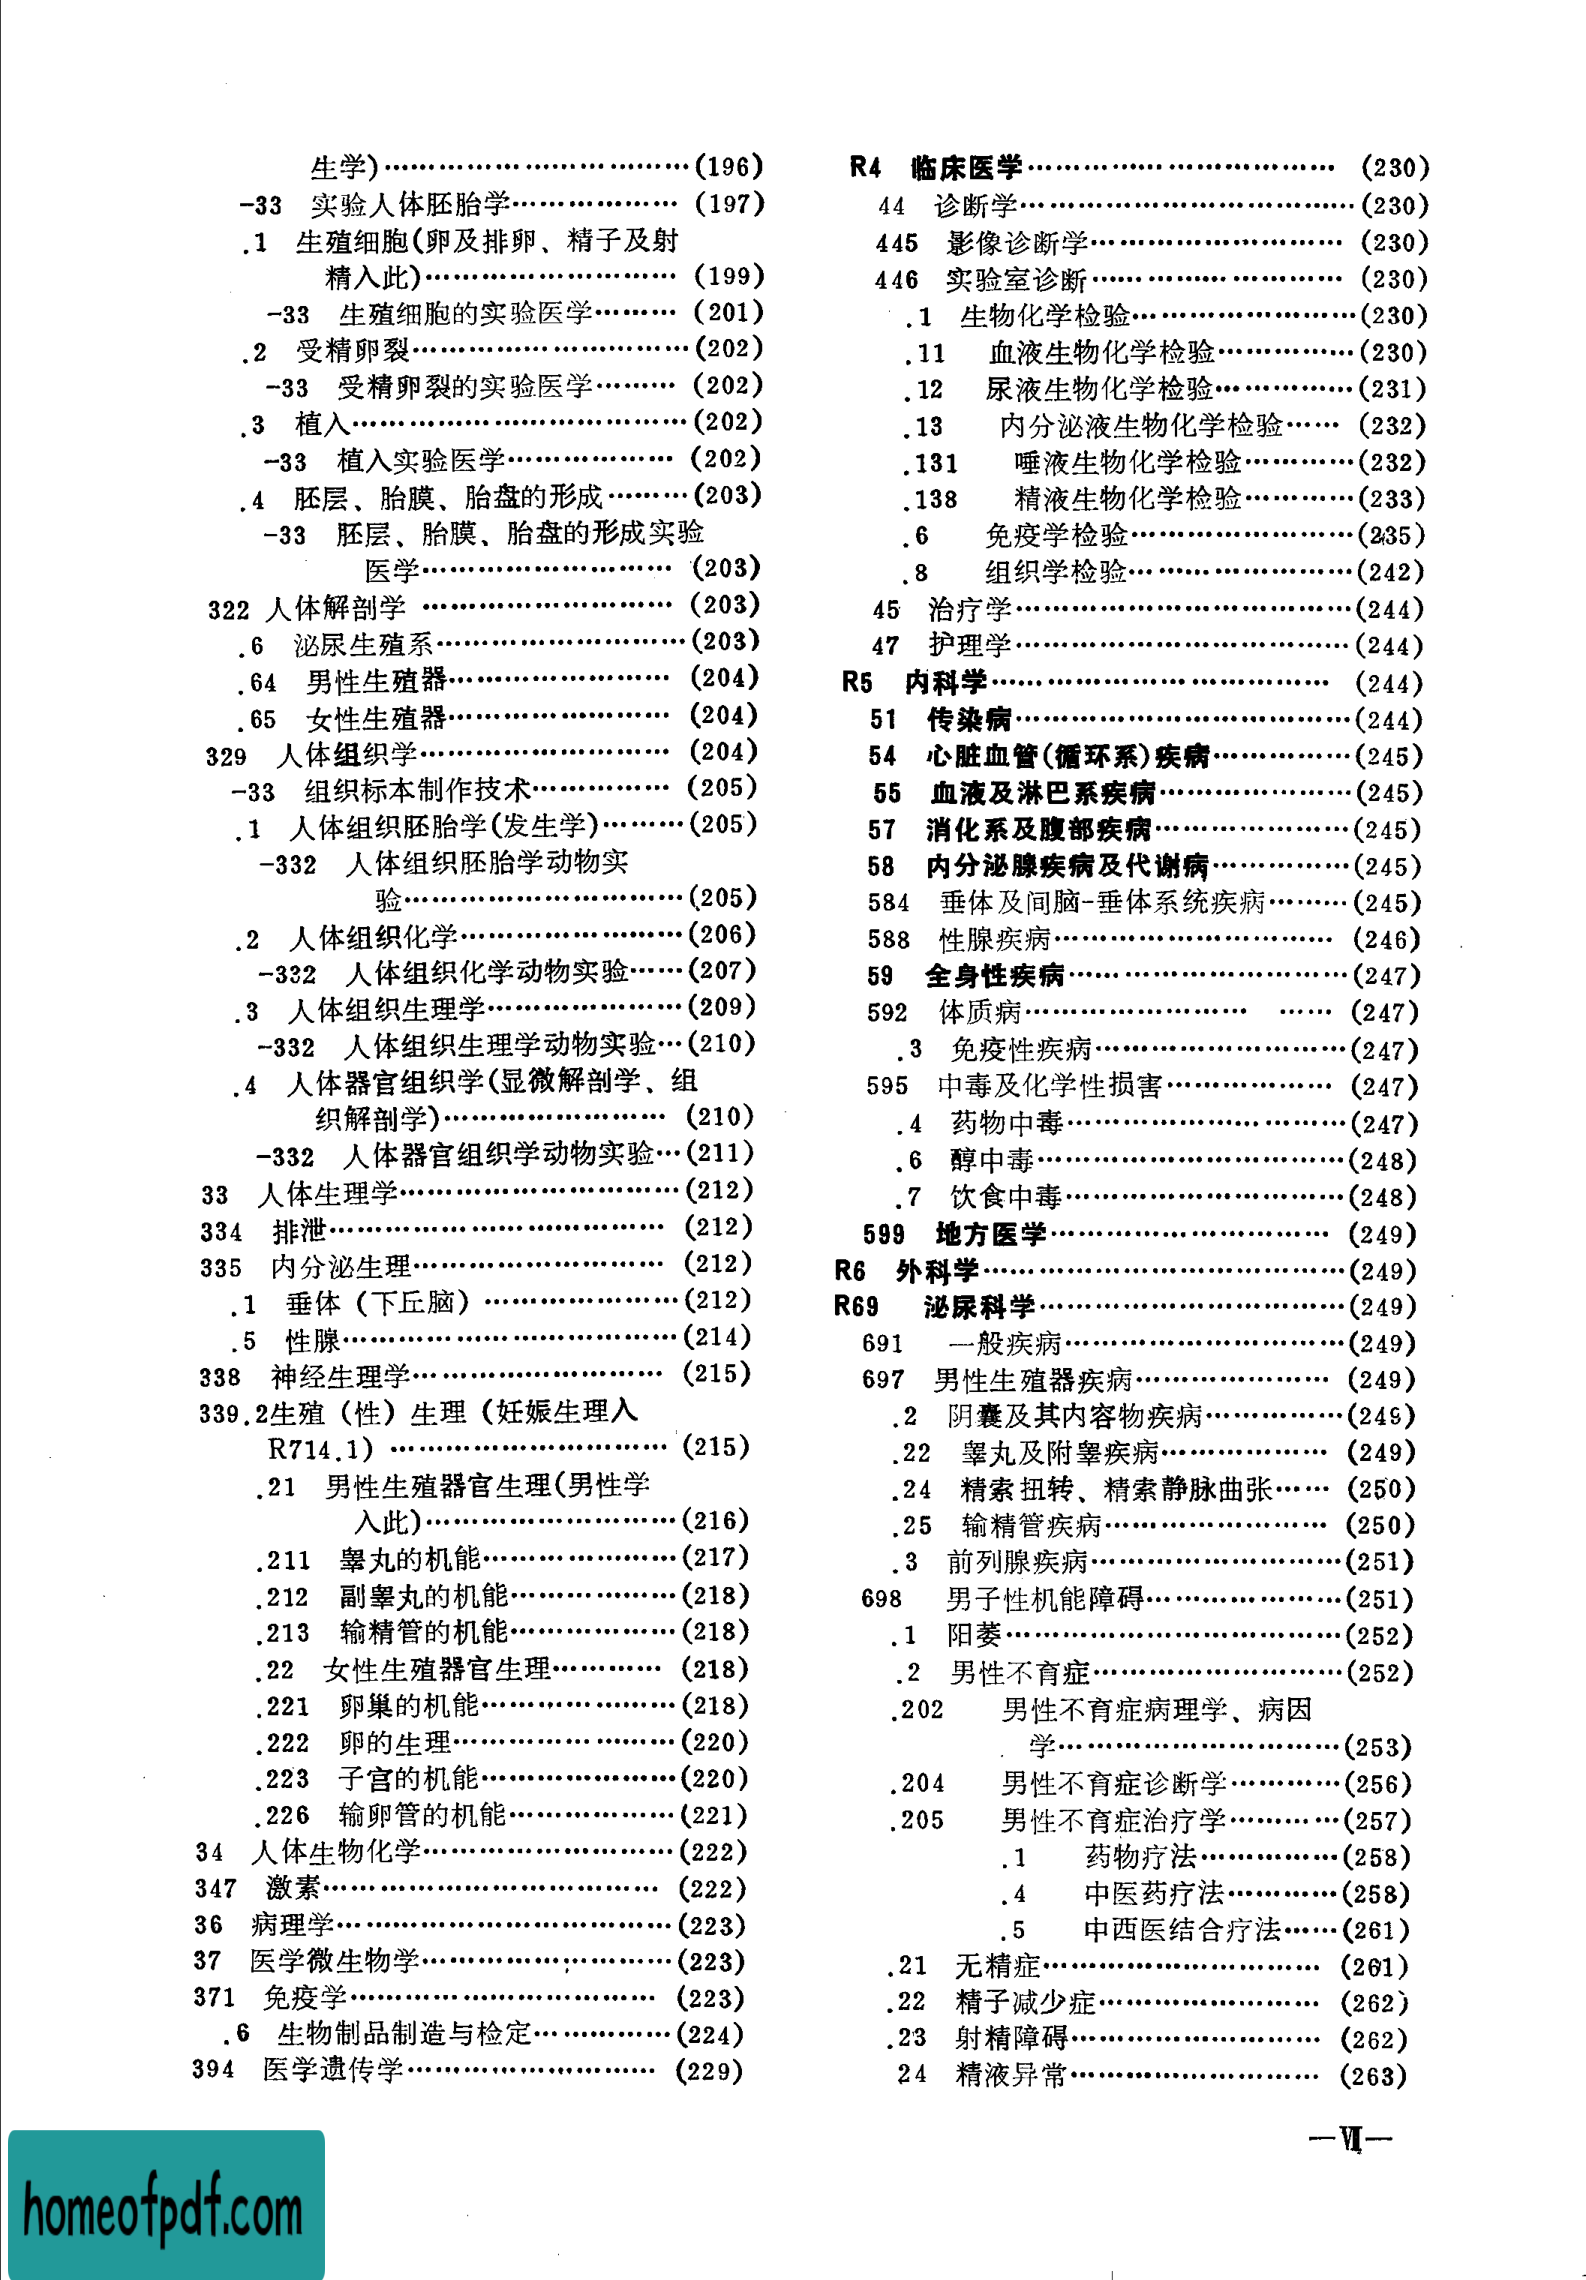 生学)……………………………(196)
-33 实验人体胚胎学……………… (197)
.1 生殖细胞(卵及排卵、精子及射
精入此)……………………… (199)
-33 生殖细胞的实验医学……… (201)
.2 受精卵裂…………………………(202)
-33 受精卵裂的实验医学……… (202)
.3 植入………………………………(202)
-33 植入实验医学……………… (202)
.4 胚层、胎膜、胎盘的形成………(203)
-33 胚层、胎膜、胎盘的形成实验
医学……………………… (203)
322 人体解剖学 ……………………… (203)
.6 泌尿生殖系………………………(203)
.64 男性生殖器…………………… (204)
.65 女性生殖器…………………… (204)
329 人体组织学……………………… (204)
-33 组织标本制作技术…………… (205)
.1 人体组织胚胎学(发生学)………(205)
-332 人体组织胚胎学动物实
验…………………………(205)
.2 人体组织化学……………………(206)
-332 人体组织化学动物实验……(207)
.3 人体组织生理学…………………(209)
-332 人体组织生理学动物实验…(210)
.4 人体器官组织学(显微解剖学、组
织解剖学)…………………… (210)
-332 人体器官组织学动物实验…(211)
33 人体生理学…………………………(212)
334 排泄……………………………… (212)
335 内分泌生理……………………… (212)
.1 垂体（下丘脑）…………………(212)
.5 性腺………………………………(214)
338 神经生理学……………………… (215)
339.2生殖（性）生理（妊娠生理入
R714.1) ………………………… (215)
.21 男性生殖器官生理(男性学
入此)………………………(216)
.211 睾丸的机能…………………(217)
.212 副睾丸的机能………………(218)
.213 输精管的机能………………(218)
.22 女性生殖器官生理………… (218)
.221 卵巢的机能…………………(218)
.222 卵的生理……………………(220)
.223 子宫的机能…………………(220)
.226 输卵管的机能………………(221)
34 人体生物化学………………………(222)
347 激素……………………………… (222)
36 病理学………………………………(223)
37 医学微生物学………………………(223)
371 免疫学…………………………… (223)
.6 生物制品制造与检定……………(224)
394 医学遗传学……………………… (229)
R4 临床医学…………………………… (230)
44 诊断学………………………………(230)
445 影像诊断学……………………… (230)
446 实验室诊断……………………… (230)
.1 生物化学检验……………………(230)
.11 血液生物化学检验……………(230)
.12 尿液生物化学检验……………(231)
.13 内分泌液生物化学检验…… (232)
.131 唾液生物化学检验…………(232)
.138 精液生物化学检验…………(233)
.6 免疫学检验……………………(235)
.8 组织学检验……………………(242)
45 治疗学………………………………(244)
47 护理学………………………………(244)
R5 内科学……………………………… (244)
51 传染病………………………………(244)
54 心脏血管(循环系)疾病……………(245)
55 血液及淋巴系疾病…………………(245)
57 消化系及腹部疾病…………………(245)
58 内分泌腺疾病及代谢病……………(245)
584 垂体及间脑-垂体系统疾病………(245)
588 性腺疾病………………………… (246)
59 全身性疾病…………………………(247)
592 体质病…………………… …… (247)
.3 免疫性疾病………………………(247)
595 中毒及化学性损害……………… (247)
.4 药物中毒…………………………(247)
.6 醇中毒……………………………(248)
.7 饮食中毒…………………………(248)
599 地方医学………………………… (249)
R6 外科学…………………………………(249)
R69 泌尿科学……………………………(249)
691 一般疾病…………………………(249)
697 男性生殖器疾病………………… (249)
.2 阴囊及其内容物疾病……………(249)
.22 睾丸及附睾疾病……………… (249)
.24 精索扭转、精索静脉曲张…… (250)
.25 输精管疾病…………………… (250)
.3 前列腺疾病………………………(251)
698 男子性机能障碍…………………(251)
.1 阳萎………………………………(252)
.2 男性不育症………………………(252)
.202 男性不育症病理学、病因
学…………………………(253)
.204 男性不育症诊断学…………(256)
.205 男性不育症治疗学…………(257)
.1 药物疗法……………(258)
.4 中医药疗法…………(258)
.5 中西医结合疗法……(261)
.21 无精症………………………… (261)
.22 精子减少症…………………… (262)
.23 射精障碍……………………… (262)
24 精液异常……………………… (263)
—Ⅶ—
homeofpdf.com